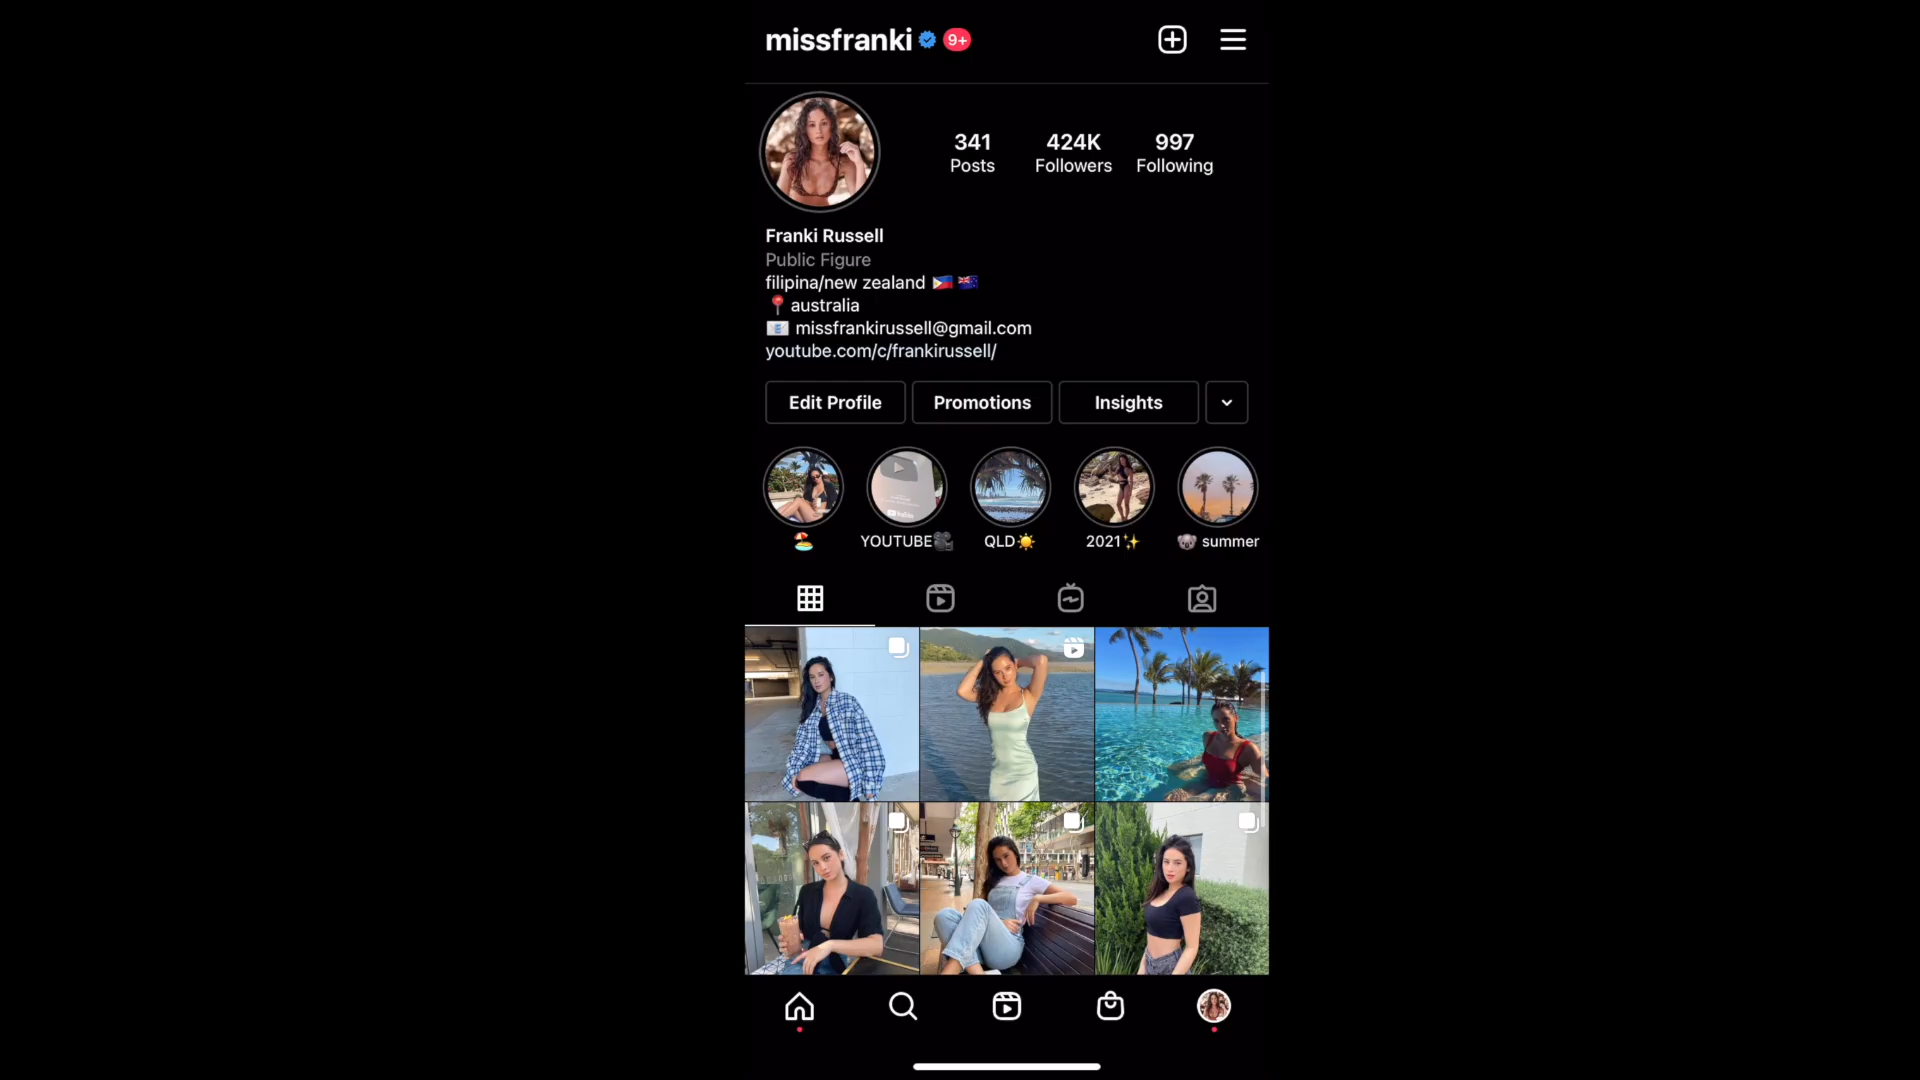 missfranki 9+
341 424K 997
Posts Followers Following
Franki Russell
Public Figure
filipina/new zealand 🇵🇭 🇳🇿
📍 australia
📧 missfrankirussell@gmail.com
youtube.com/c/frankirussell/
Edit Profile Promotions Insights
🏖️ YOUTUBE🎥 QLD☀️ 2021✨ 🐨 summer